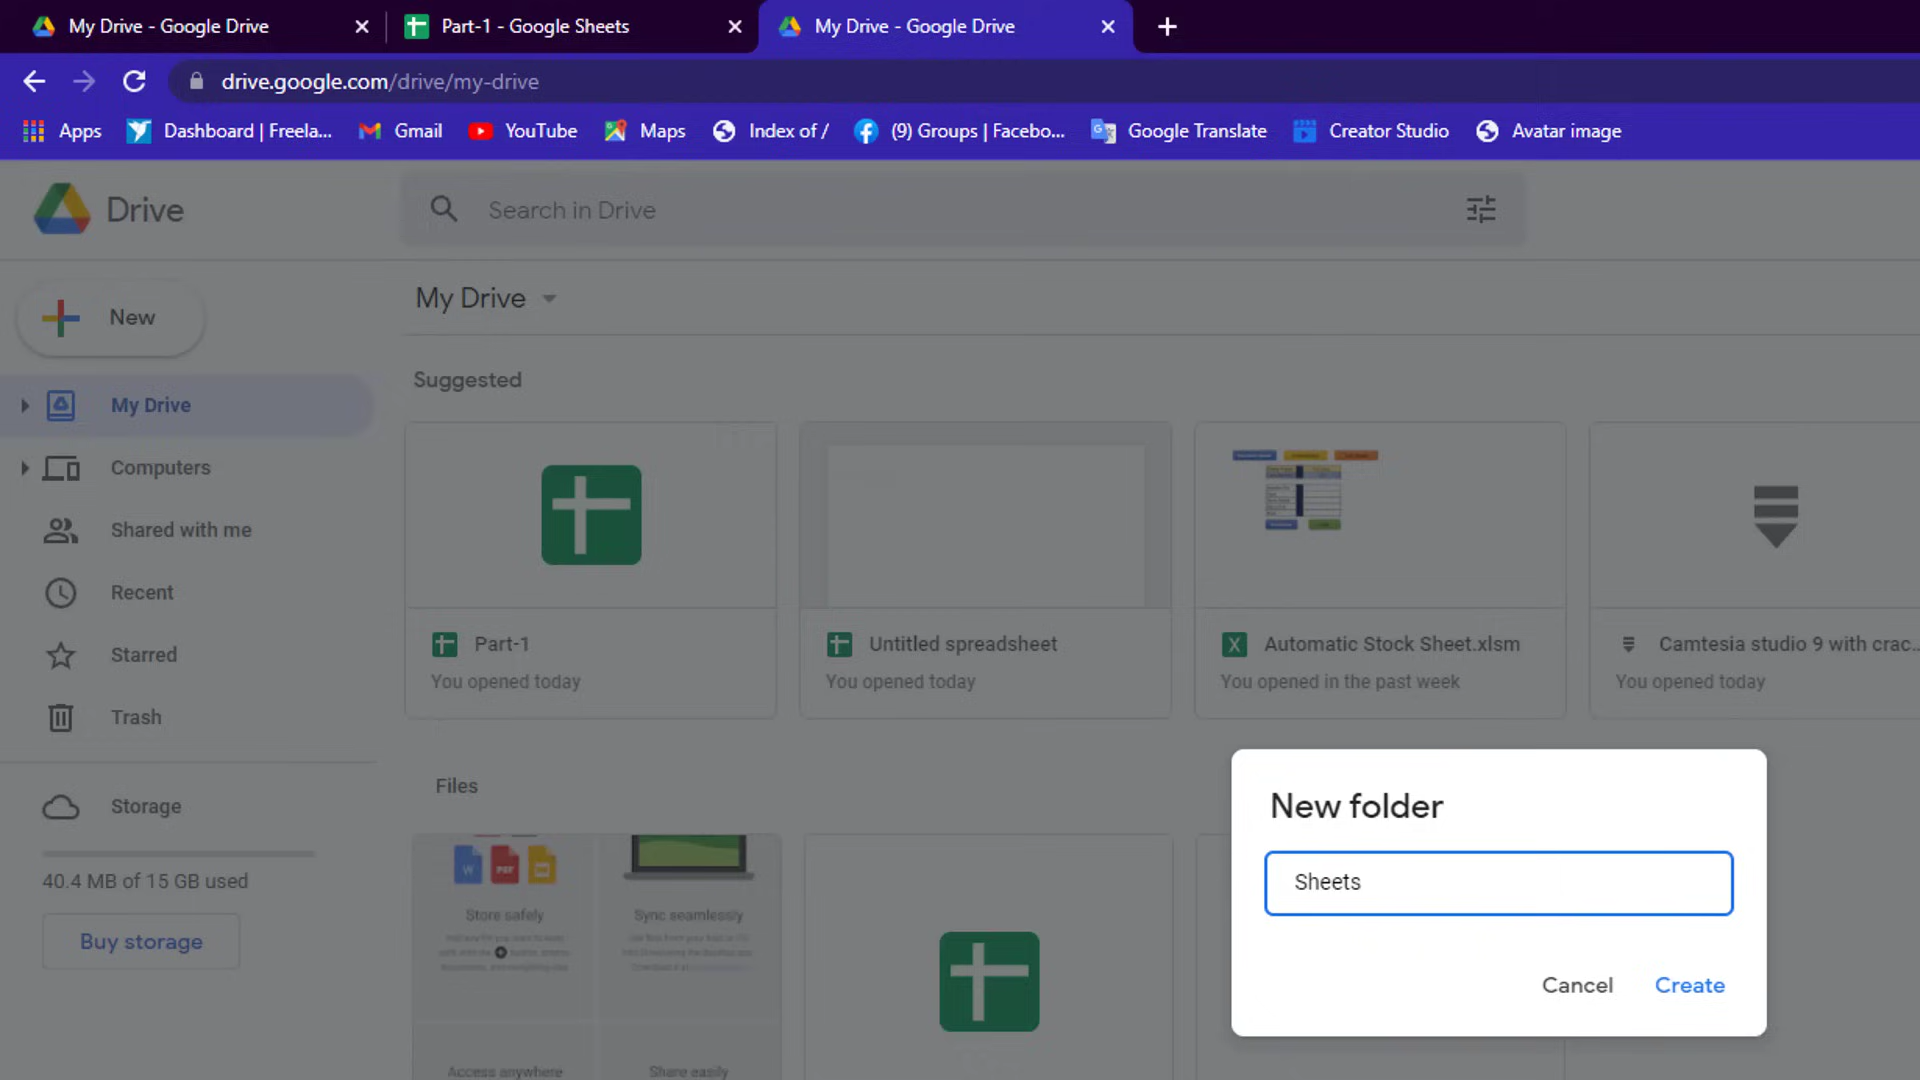 My Drive - Google Drive
Part-1 - Google Sheets
My Drive - Google Drive
drive.google.com/drive/my-drive
Apps
Dashboard | Freela...
Gmail
YouTube
Maps
Index of /
(9) Groups | Facebo...
Google Translate
Creator Studio
Avatar image
Drive
Search in Drive
New
My Drive
My Drive
Computers
Shared with me
Recent
Starred
Trash
Storage
40.4 MB of 15 GB used
Buy storage
Suggested
Part-1
You opened today
Untitled spreadsheet
You opened today
Automatic Stock Sheet.xlsm
You opened in the past week
Camtesia studio 9 with crac...
You opened today
Files
W
PDF
Store safely
Sync seamlessly
Access anywhere
Share easily
New folder
Sheets
Cancel
Create